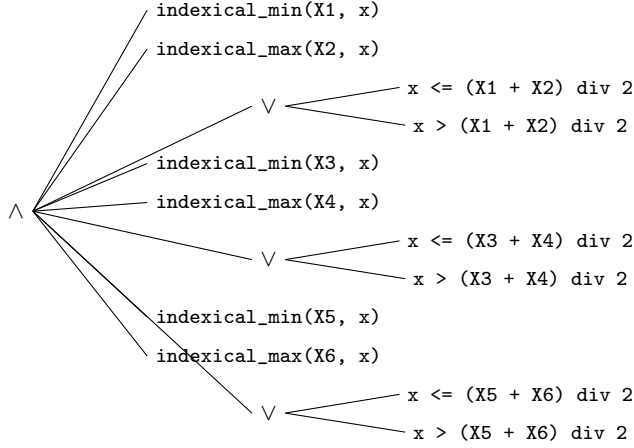 indexical_min(X1, x)
indexical_max(X2, x)
x <= (X1 + X2) div 2
∨
x > (X1 + X2) div 2
indexical_min(X3, x)
indexical_max(X4, x)
∧
x <= (X3 + X4) div 2
∨
x > (X3 + X4) div 2
indexical_min(X5, x)
indexical_max(X6, x)
x <= (X5 + X6) div 2
∨
x > (X5 + X6) div 2